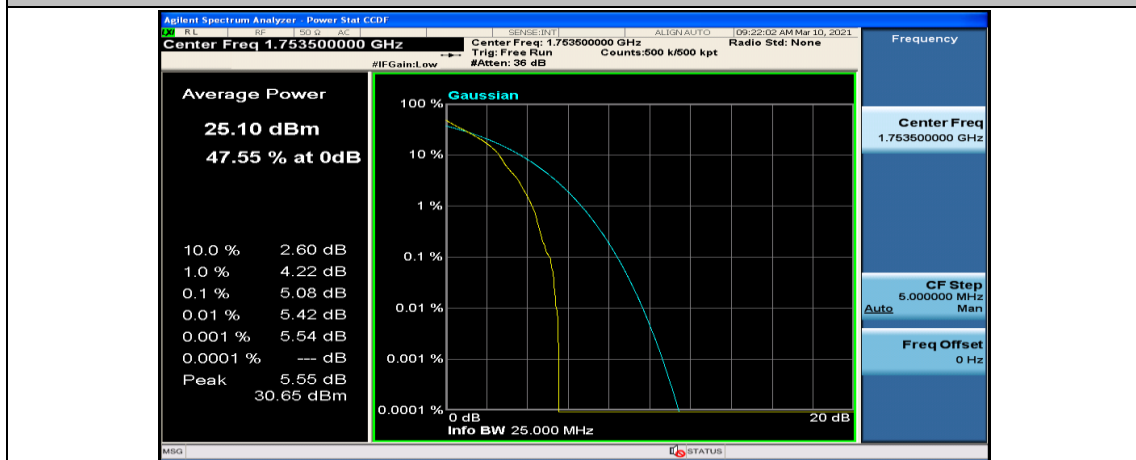 Agilent Spectrum Analyzer - Power Stat CCDF
LXI RL RF 50 Ω AC SENSE:INT ALIGN AUTO 09:22:02 AM Mar 10, 2021
Center Freq 1.753500000 GHz
Center Freq: 1.753500000 GHz Radio Std: None
Trig: Free Run Counts:500 k/500 kpt
#IFGain:Low #Atten: 36 dB
Frequency
Average Power
25.10 dBm
47.55 % at 0dB
10.0 % 2.60 dB
1.0 % 4.22 dB
0.1 % 5.08 dB
0.01 % 5.42 dB
0.001 % 5.54 dB
0.0001 % --- dB
Peak 5.55 dB
30.65 dBm
Gaussian
100 %
10 %
1 %
0.1 %
0.01 %
0.001 %
0.0001 %
0 dB 20 dB
Info BW 25.000 MHz
Center Freq
1.753500000 GHz
CF Step
5.000000 MHz
Auto Man
Freq Offset
0 Hz
MSG STATUS